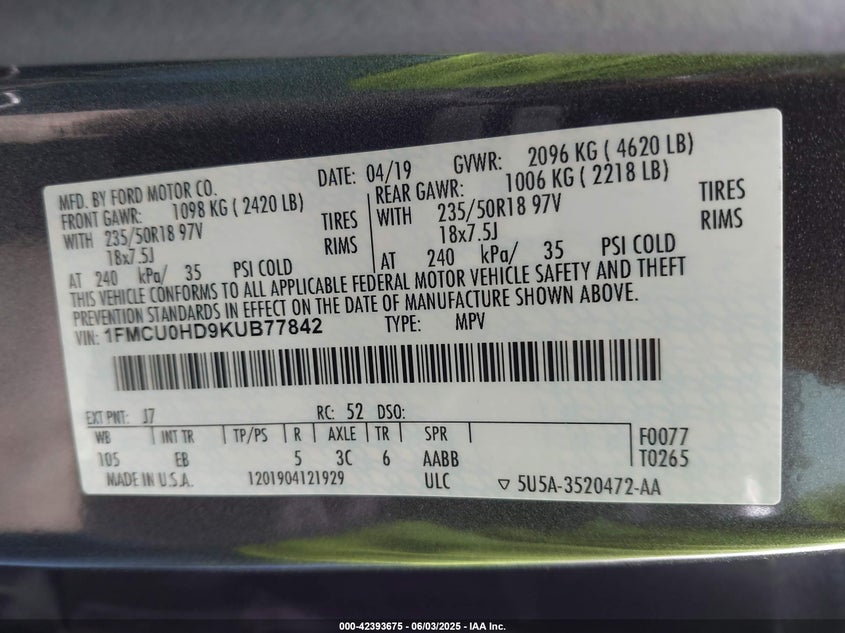 MFD. BY FORD MOTOR CO. DATE: 04/19 GVWR: 2096 KG ( 4620 LB)
FRONT GAWR: 1098 KG ( 2420 LB) REAR GAWR: 1006 KG ( 2218 LB)
WITH 235/50R18 97V TIRES WITH 235/50R18 97V TIRES
18x7.5J RIMS 18x7.5J RIMS
AT 240 kPa/ 35 PSI COLD AT 240 kPa/ 35 PSI COLD
THIS VEHICLE CONFORMS TO ALL APPLICABLE FEDERAL MOTOR VEHICLE SAFETY AND THEFT
PREVENTION STANDARDS IN EFFECT ON THE DATE OF MANUFACTURE SHOWN ABOVE.
VIN: 1FMCU0HD9KUB77842 TYPE: MPV
EXT PNT: J7 RC: 52 DSO:
WB INT TR TP/PS R AXLE TR SPR F0077
105 EB 5 3C 6 AABB T0265
MADE IN U.S.A. 1201904121929 ULC ▽ 5U5A-3520472-AA
000-42393675 - 06/03/2025 - IAA Inc.